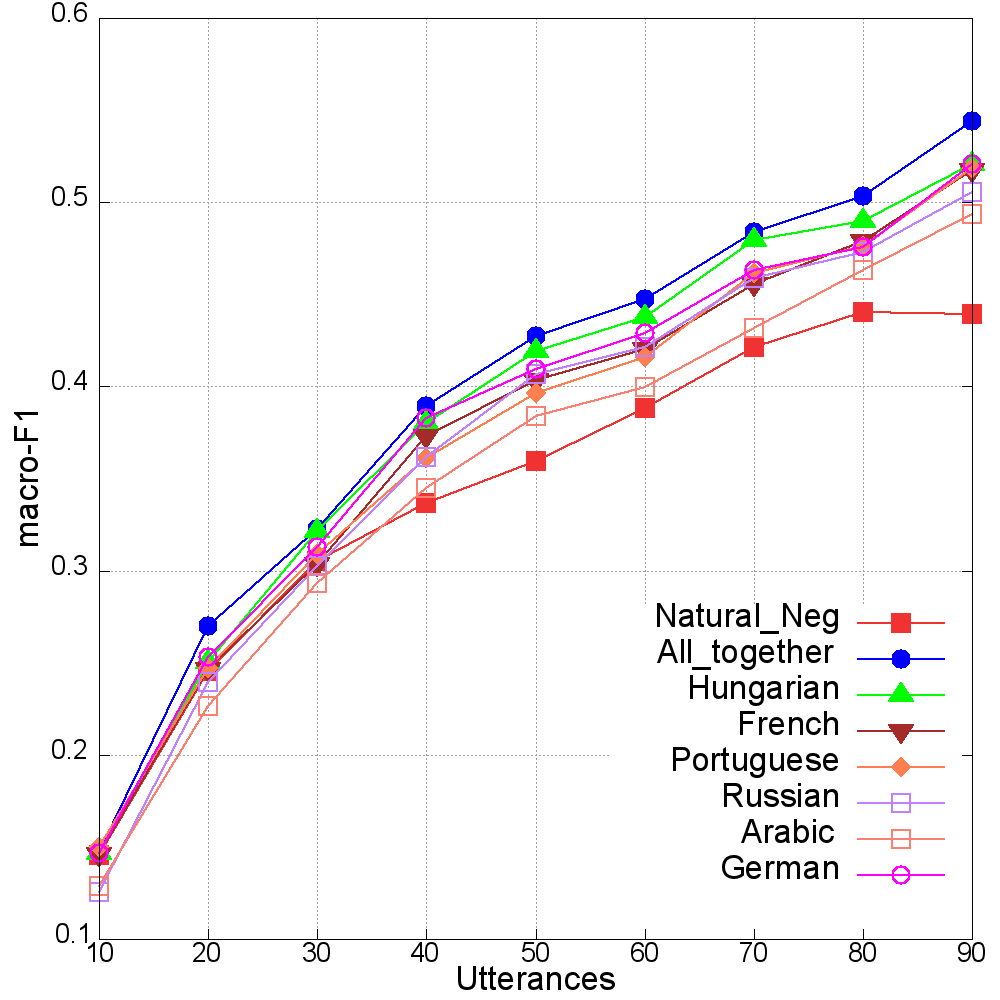 0.6
0.5
0.4
0.3
0.2
0.1
macro-F1
Natural_Neg
All_together
Hungarian
French
Portuguese
Russian
Arabic
German
10 20 30 40 50 60 70 80 90
Utterances